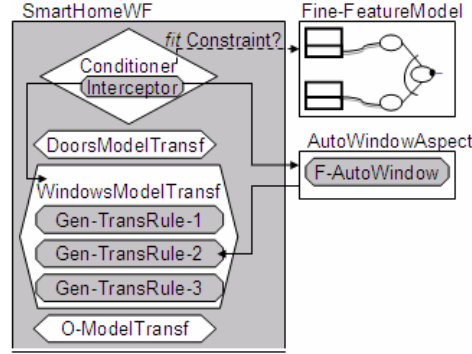 SmartHomeWF
Fine-FeatureModel
fit Constraint?
Conditioner
Interceptor
DoorsModelTransf
AutoWindowAspect
F-AutoWindow
WindowsModelTransf
Gen-TransRule-1
Gen-TransRule-2
Gen-TransRule-3
O-ModelTransf